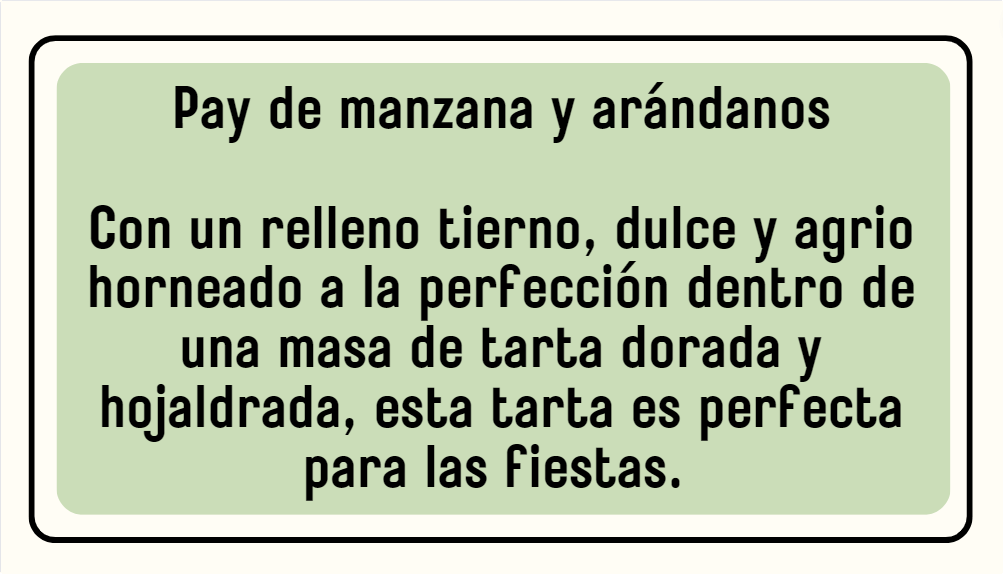 Pay de manzana y arándanos
Con un relleno tierno, dulce y agrio
horneado a la perfección dentro de
una masa de tarta dorada y
hojaldrada, esta tarta es perfecta
para las fiestas.